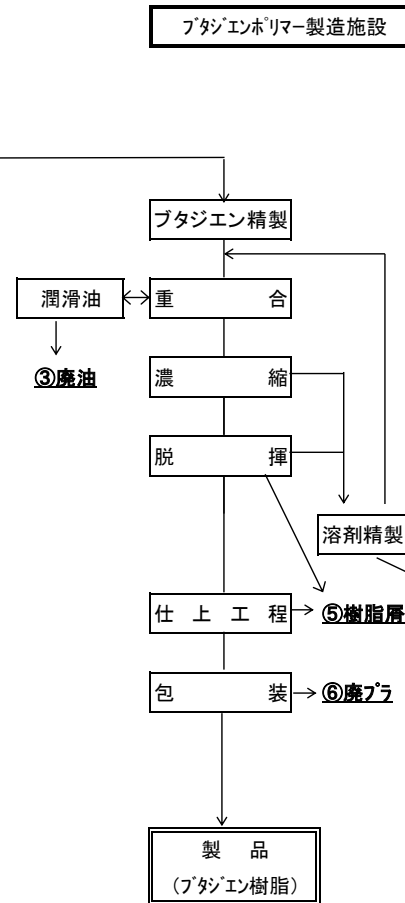 ﾌﾞﾀｼﾞｴﾝﾎﾟﾘﾏｰ製造施設
ブタジエン精製
潤滑油
重合
③廃油
濃縮
脱揮
溶剤精製
仕上工程
⑤樹脂屑
包装
⑥廃ﾌﾟﾗ
製品
(ﾌﾞﾀｼﾞｴﾝ樹脂)